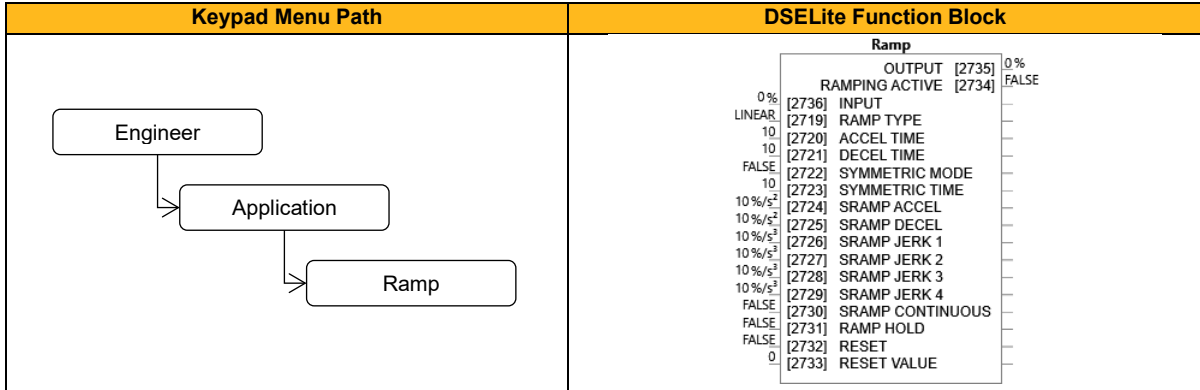 Keypad Menu Path
DSELite Function Block
Engineer
Application
Ramp
Ramp
OUTPUT [2735] 0 %
RAMPING ACTIVE [2734] FALSE
0 % [2736] INPUT
LINEAR [2719] RAMP TYPE
10 [2720] ACCEL TIME
10 [2721] DECEL TIME
FALSE [2722] SYMMETRIC MODE
10 [2723] SYMMETRIC TIME
10 %/s² [2724] SRAMP ACCEL
10 %/s² [2725] SRAMP DECEL
10 %/s³ [2726] SRAMP JERK 1
10 %/s³ [2727] SRAMP JERK 2
10 %/s³ [2728] SRAMP JERK 3
10 %/s³ [2729] SRAMP JERK 4
FALSE [2730] SRAMP CONTINUOUS
FALSE [2731] RAMP HOLD
FALSE [2732] RESET
0 [2733] RESET VALUE